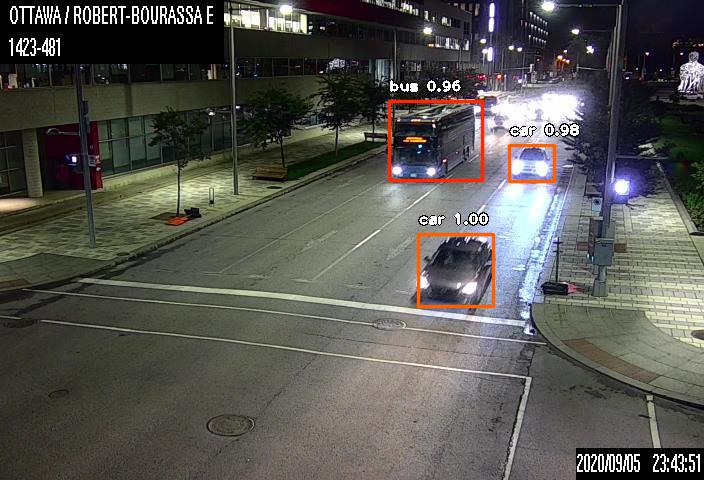 OTTAWA / ROBERT-BOURASSA E
1423-481
bus 0.96
car 0.98
car 1.00
2020/09/05 23:43:51